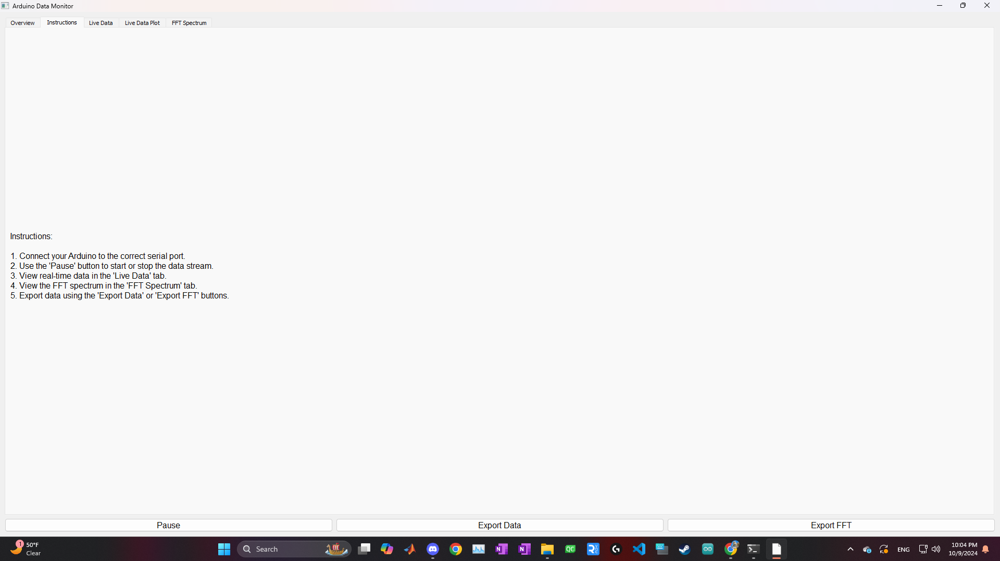 Arduino Data Monitor
Overview Instructions Live Data Live Data Plot FFT Spectrum
Instructions:
1. Connect your Arduino to the correct serial port.
2. Use the 'Pause' button to start or stop the data stream.
3. View real-time data in the 'Live Data' tab.
4. View the FFT spectrum in the 'FFT Spectrum' tab.
5. Export data using the 'Export Data' or 'Export FFT' buttons.
Pause Export Data Export FFT
1 50°F
Clear
Search
N N QC
ENG
10:04 PM
10/9/2024